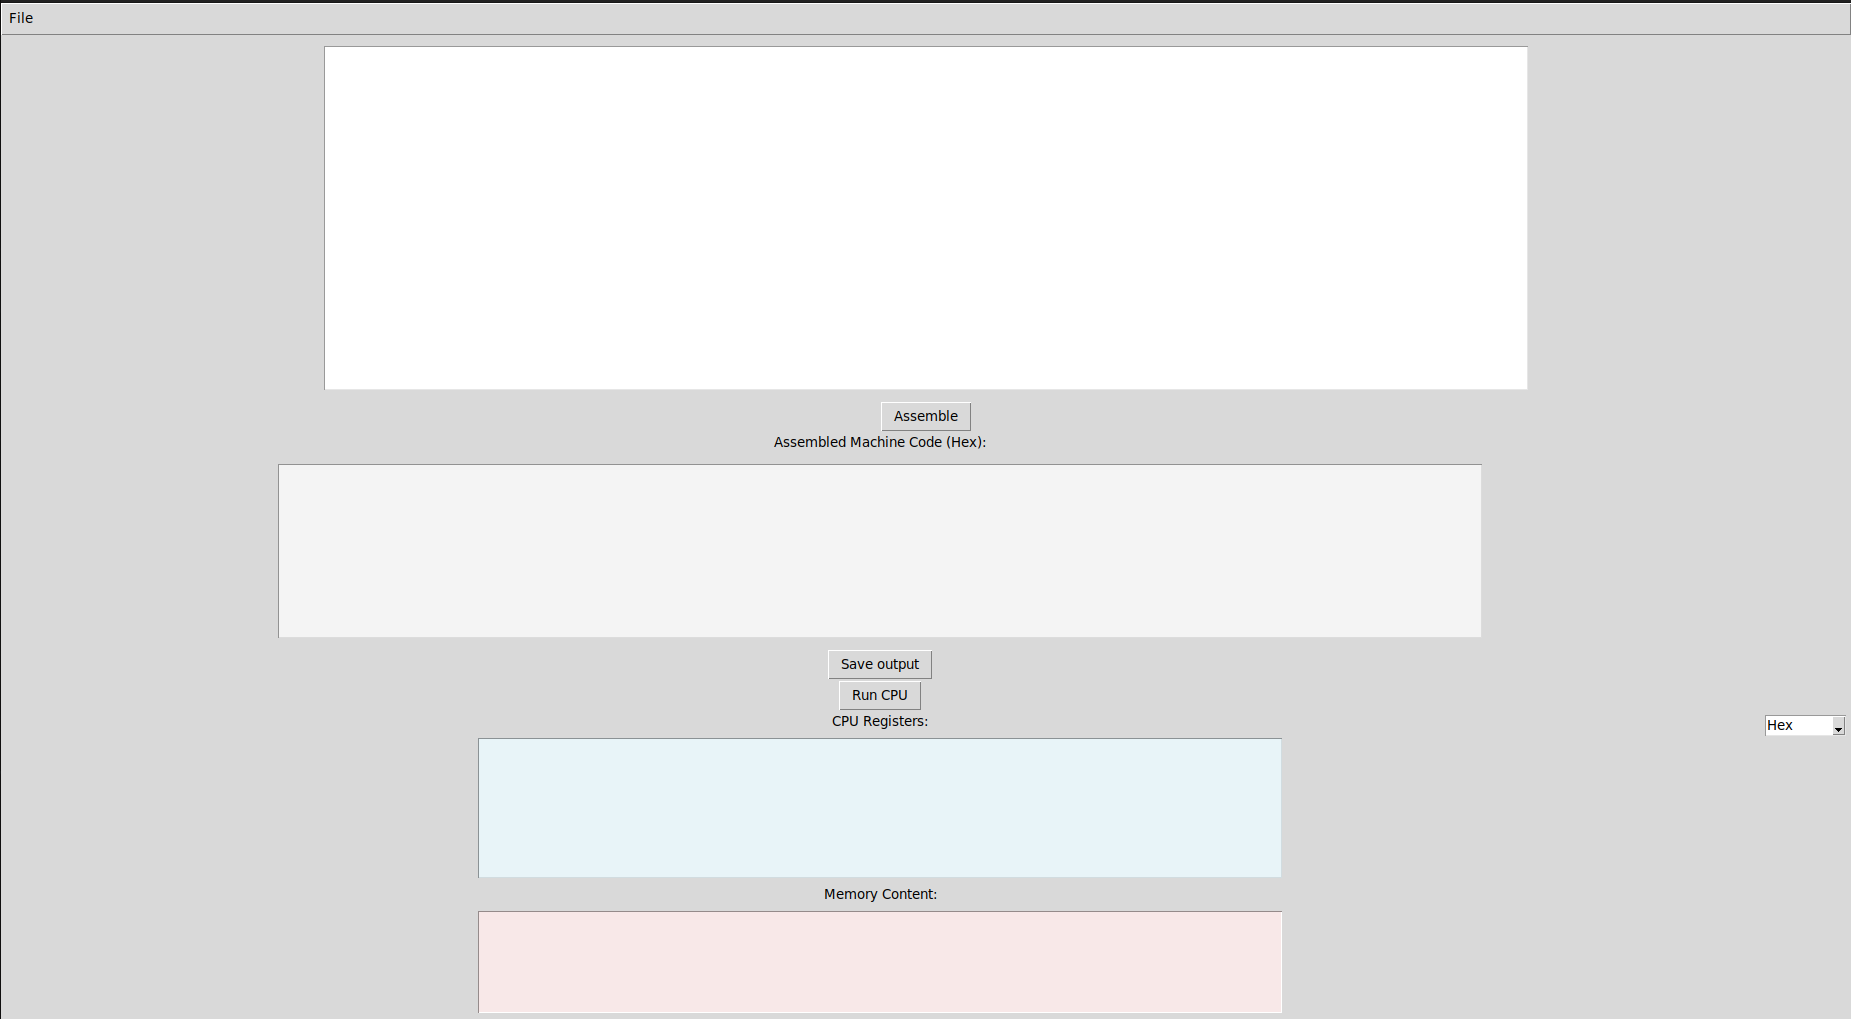 File
Assemble
Assembled Machine Code (Hex):
Save output
Run CPU
CPU Registers:
Hex
Memory Content: